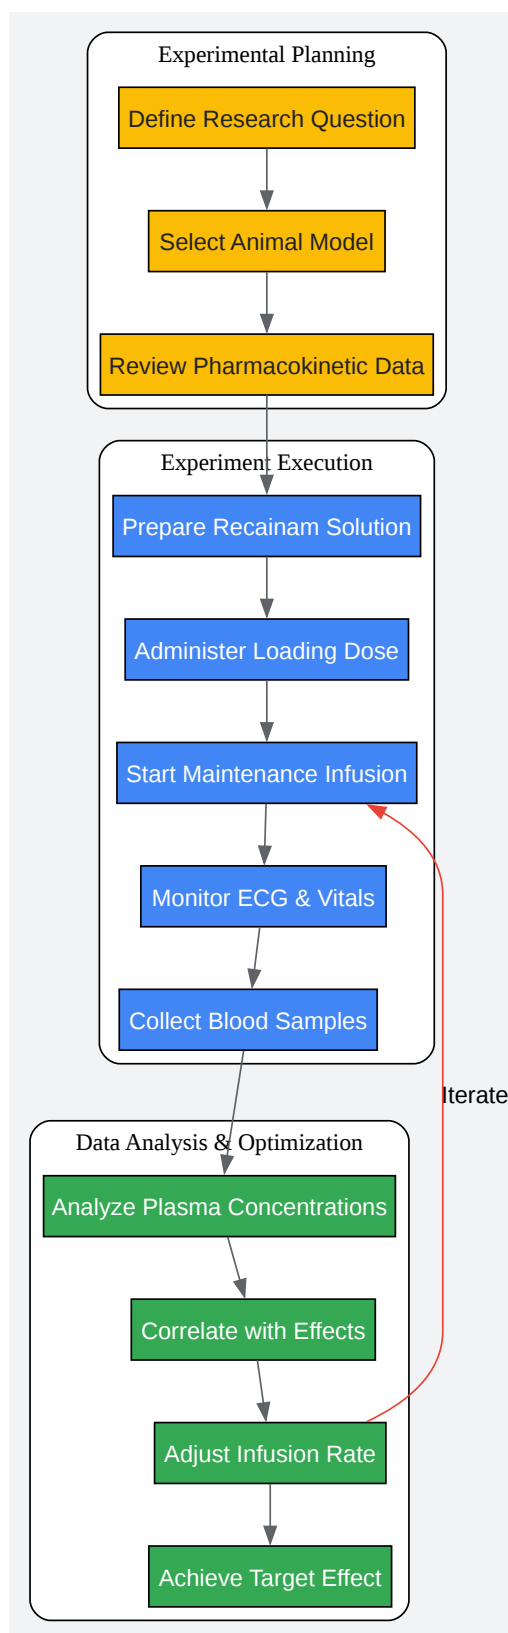 Experimental Planning
Define Research Question
Select Animal Model
Review Pharmacokinetic Data
Experiment Execution
Prepare Recainam Solution
Administer Loading Dose
Start Maintenance Infusion
Monitor ECG & Vitals
Collect Blood Samples
Iterate
Data Analysis & Optimization
Analyze Plasma Concentrations
Correlate with Effects
Adjust Infusion Rate
Achieve Target Effect